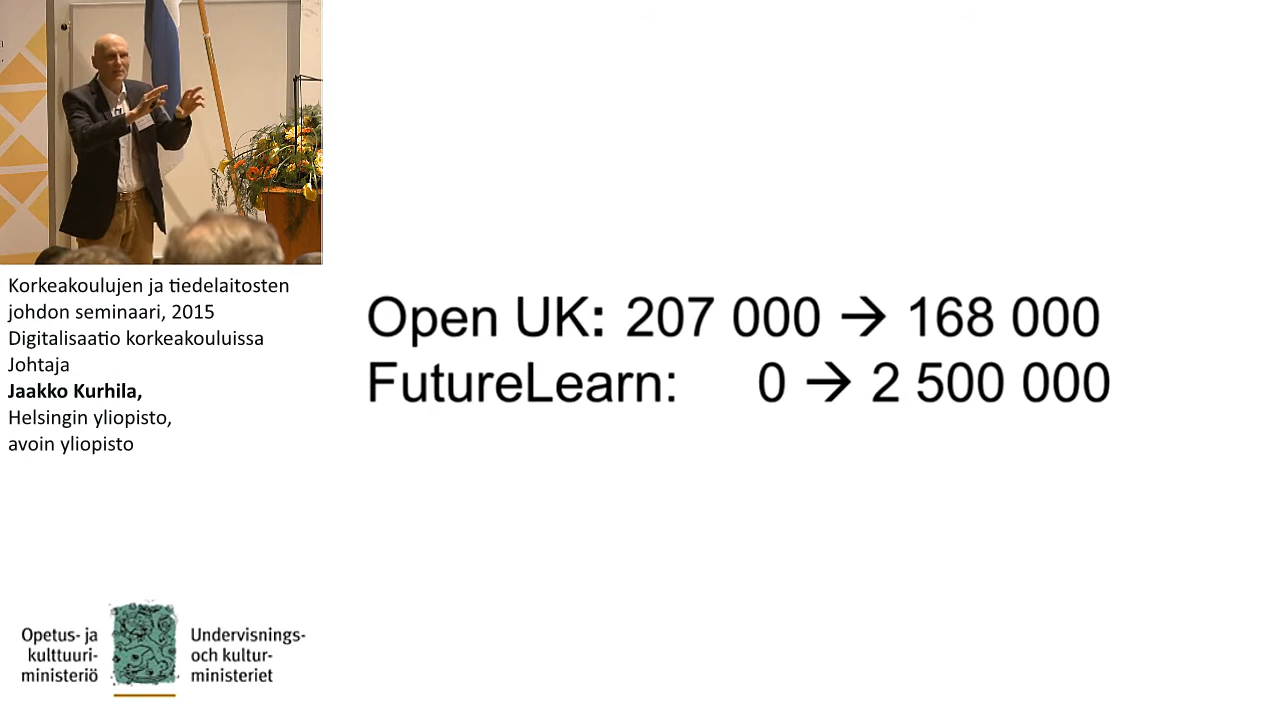 Korkeakoulujen ja tiedelaitosten
johdon seminaari, 2015
Digitalisaatio korkeakouluissa
Johtaja
Jaakko Kurhila,
Helsingin yliopisto,
avoin yliopisto
Open UK: 207 000 → 168 000
FutureLearn: 0 → 2 500 000
Opetus- ja
kulttuuri-
ministeriö
Undervisnings-
och kultur-
ministeriet